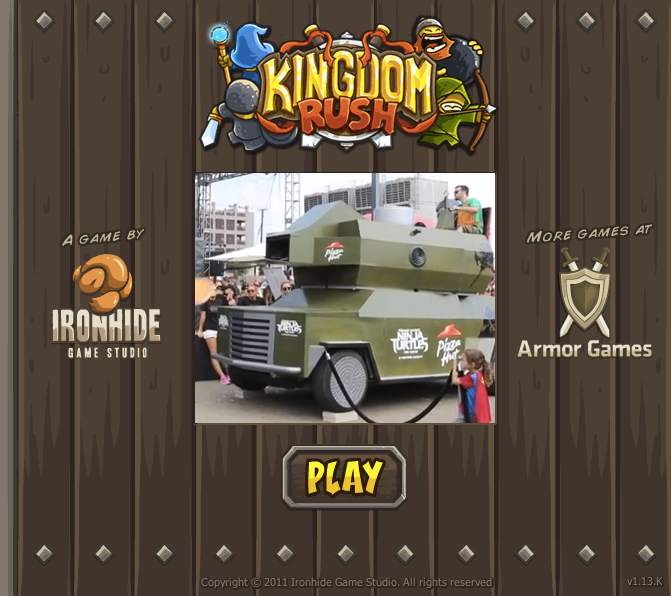 KINGDOM
RUSH
A GAME BY
IRONHIDE
GAME STUDIO
MORE GAMES AT
Armor Games
Pizza
Hut
NINJA
TURTLES
Pizza
Hut
PLAY
Copyright © 2011 Ironhide Game Studio. All rights reserved
v1.13.K